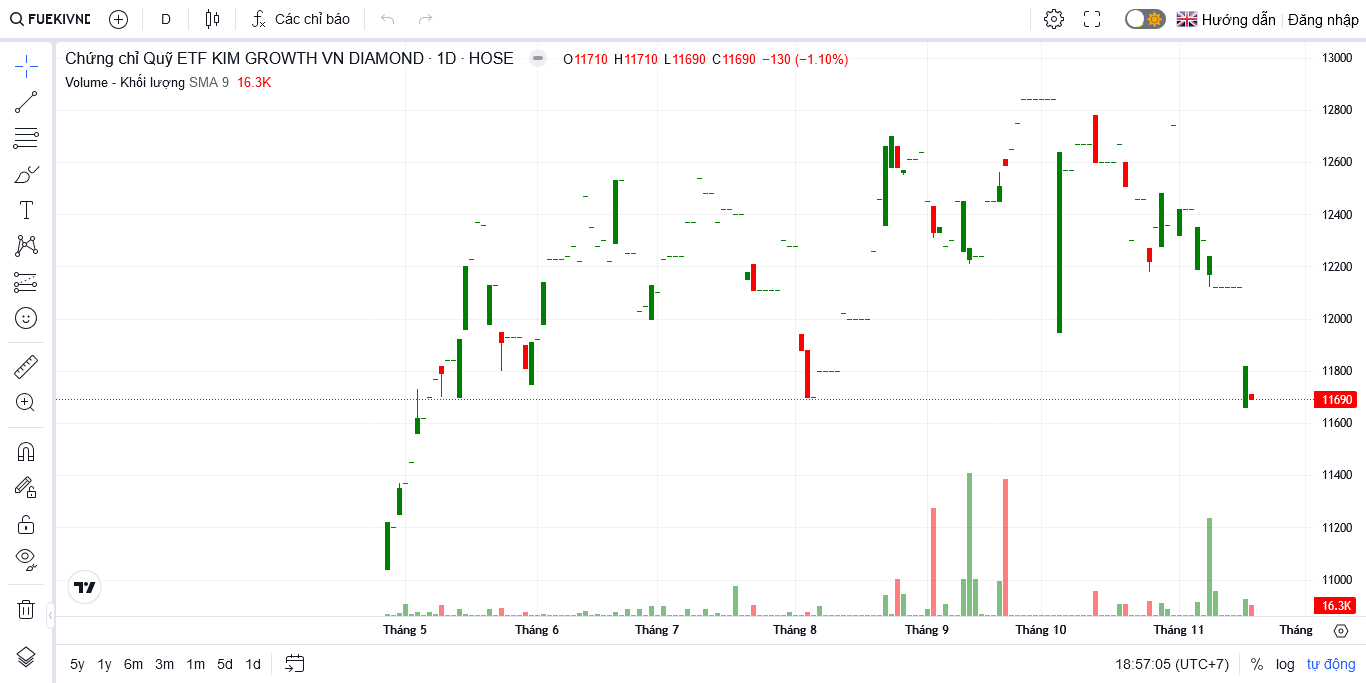 FUEKIVND D Các chỉ báo Hướng dẫn Đăng nhập
Chứng chỉ Quỹ ETF KIM GROWTH VN DIAMOND · 1D · HOSE O11710 H11710 L11690 C11690 −130 (−1.10%)
Volume - Khối lượng SMA 9 16.3K
13000
12800
12600
12400
12200
12000
11800
11690
11600
11400
11200
11000
16.3K
Tháng 5 Tháng 6 Tháng 7 Tháng 8 Tháng 9 Tháng 10 Tháng 11 Tháng
5y 1y 6m 3m 1m 5d 1d 18:57:05 (UTC+7) % log tự động